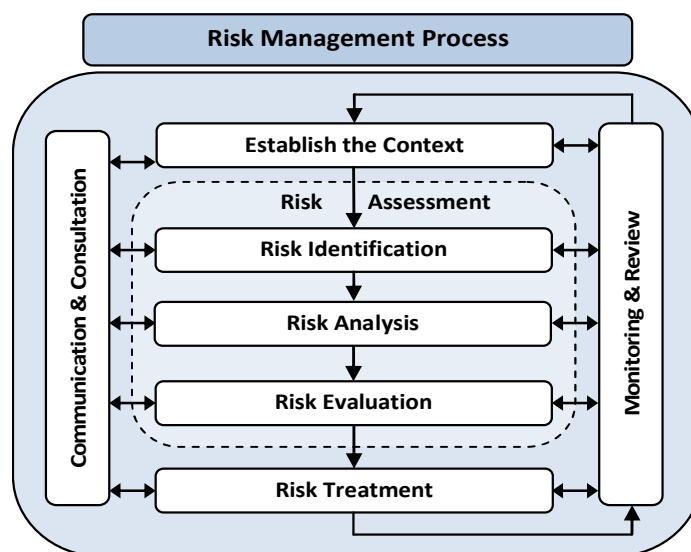 Risk Management Process
Establish the Context
Risk Assessment
Risk Identification
Risk Analysis
Risk Evaluation
Risk Treatment
Communication & Consultation
Monitoring & Review